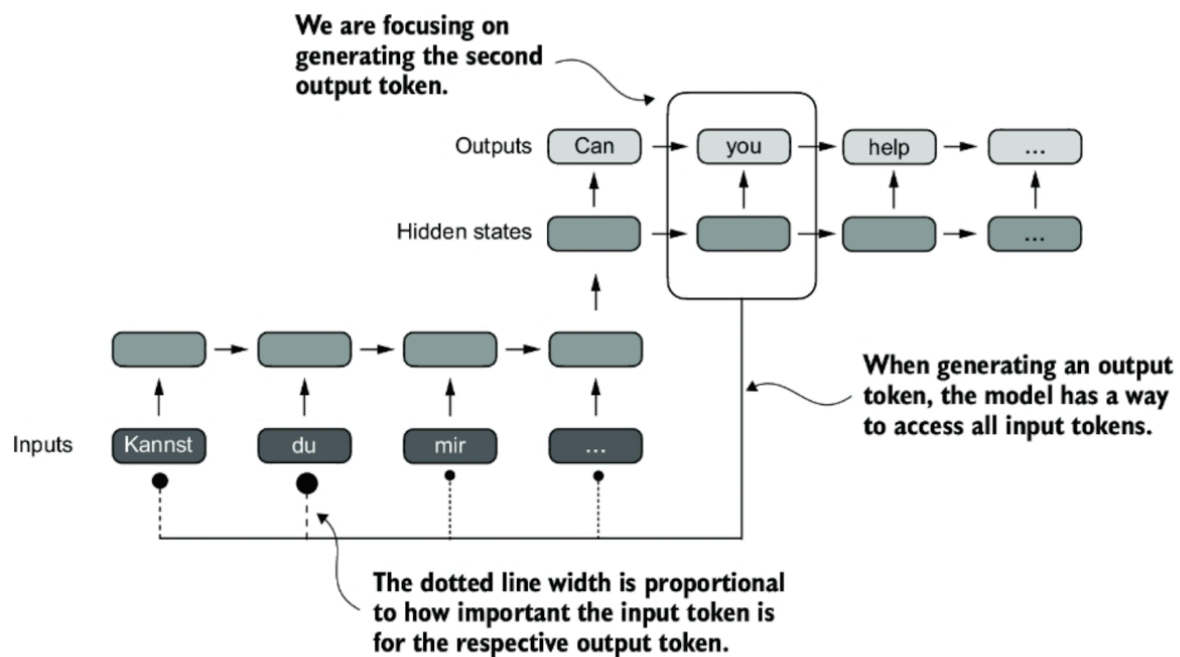 We are focusing on
generating the second
output token.
Outputs
Can
you
help
...
Hidden states
...
When generating an output
token, the model has a way
to access all input tokens.
Inputs
Kannst
du
mir
...
The dotted line width is proportional
to how important the input token is
for the respective output token.